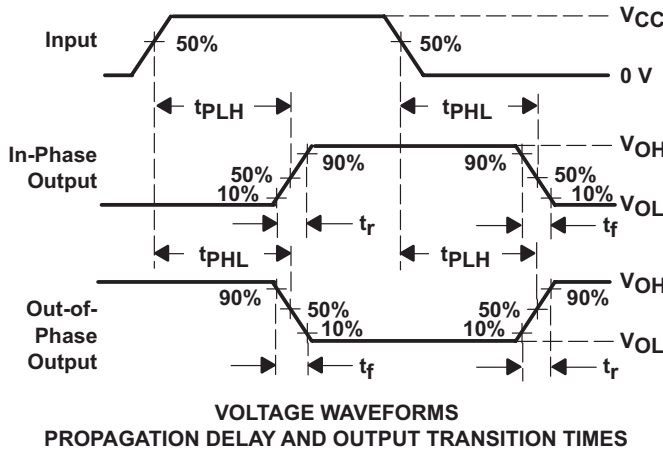 Input
50%
50%
VCC
0 V
tPLH
tPHL
In-Phase
Output
50%
10%
90%
90%
50%
10%
VOH
VOL
tr
tf
tPHL
tPLH
Out-of-
Phase
Output
90%
50%
10%
50%
10%
90%
VOH
VOL
tf
tr
VOLTAGE WAVEFORMS
PROPAGATION DELAY AND OUTPUT TRANSITION TIMES